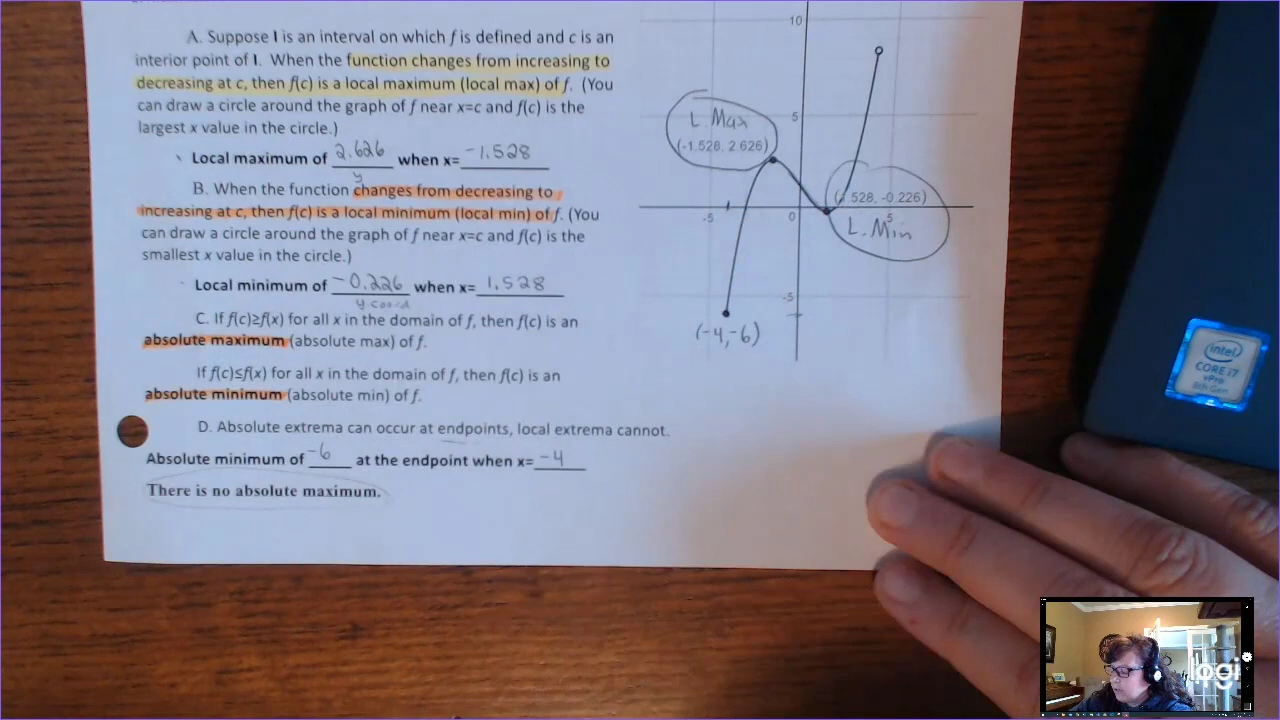 A. Suppose I is an interval on which f is defined and c is an
interior point of I. When the function changes from increasing to
decreasing at c, then f(c) is a local maximum (local max) of f. (You
can draw a circle around the graph of f near x=c and f(c) is the
largest x value in the circle.)
Local maximum of 2.626 when x= -1.528
y
B. When the function changes from decreasing to
increasing at c, then f(c) is a local minimum (local min) of f. (You
can draw a circle around the graph of f near x=c and f(c) is the
smallest x value in the circle.)
Local minimum of -0.226 when x= 1.528
y coord
C. If f(c)≥f(x) for all x in the domain of f, then f(c) is an
absolute maximum (absolute max) of f.
If f(c)≤f(x) for all x in the domain of f, then f(c) is an
absolute minimum (absolute min) of f.
D. Absolute extrema can occur at endpoints, local extrema cannot.
Absolute minimum of -6 at the endpoint when x= -4
There is no absolute maximum.
10
L. Max
5
(-1.528, 2.626)
(1.528, -0.226)
-5
0
5
L. Min
-5
(-4,-6)
intel
CORE i7
vPro
8th Gen
logi